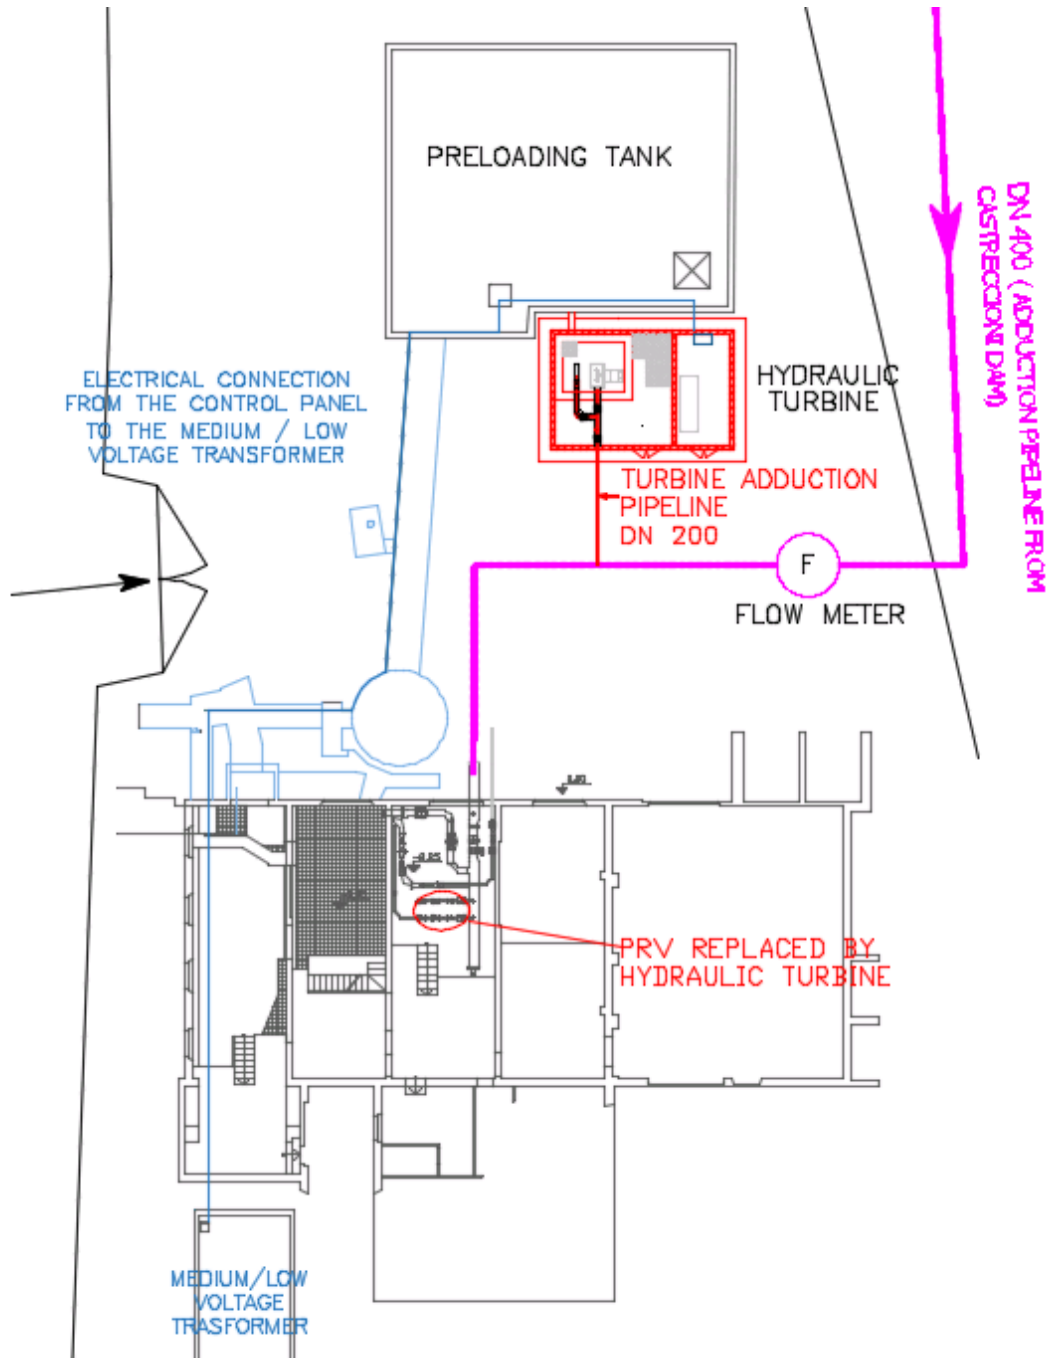 PRELOADING TANK
DN 400 ( ADDUCTION PIPELINE FROM
CASTRECCIONI DAM)
ELECTRICAL CONNECTION
FROM THE CONTROL PANEL
TO THE MEDIUM / LOW
VOLTAGE TRANSFORMER
HYDRAULIC
TURBINE
TURBINE ADDUCTION
PIPELINE
DN 200
F
FLOW METER
PRV REPLACED BY
HYDRAULIC TURBINE
MEDIUM/LOW
VOLTAGE
TRASFORMER